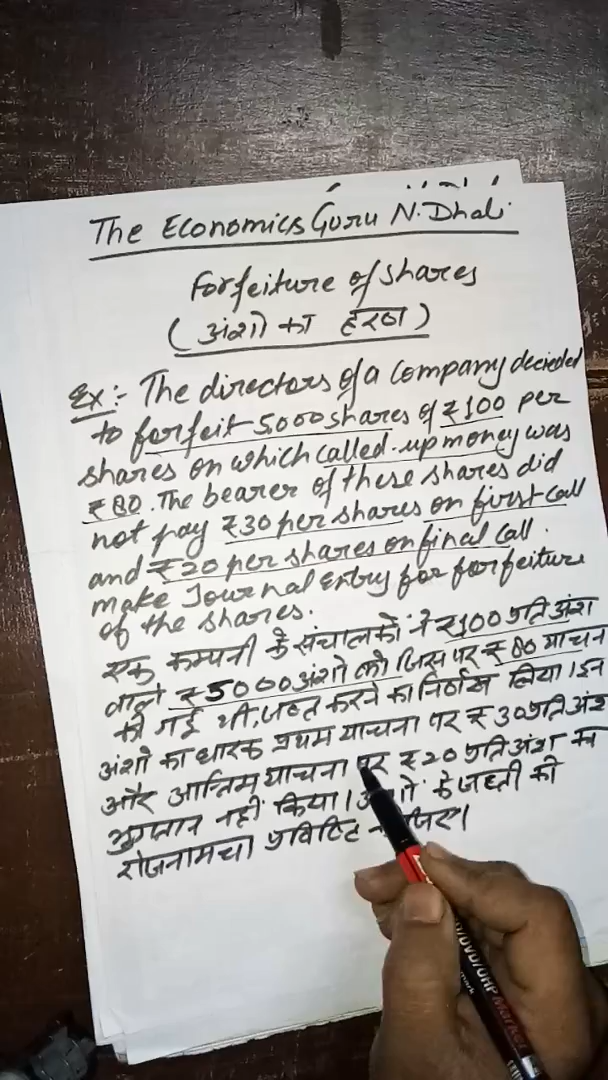 The Economics Guru N. Dhali
Forfeiture of shares
(अंशो का हरण)
Ex:- The directors of a company decided
to forfeit 5000 shares of ₹100 per
shares on which called-up money was
₹80. The bearer of these shares did
not pay ₹30 per shares on first call
and ₹20 per shares on final call.
make Journal Entry for forfeiture
of the shares.
एक कम्पनी के संचालको ने ₹100 प्रति अंश
वाले ₹5000 अंशो को जिस पर ₹80 याचना
की गई थी, जब्त करने का निर्णय लिया। इन
अंशो का धारक प्रथम याचना पर ₹30 प्रति अंश
और अन्तिम याचना पर ₹20 प्रति अंश का
भुगतान नहीं किया। के जब्ती की
रोजनामचा प्रविष्टि